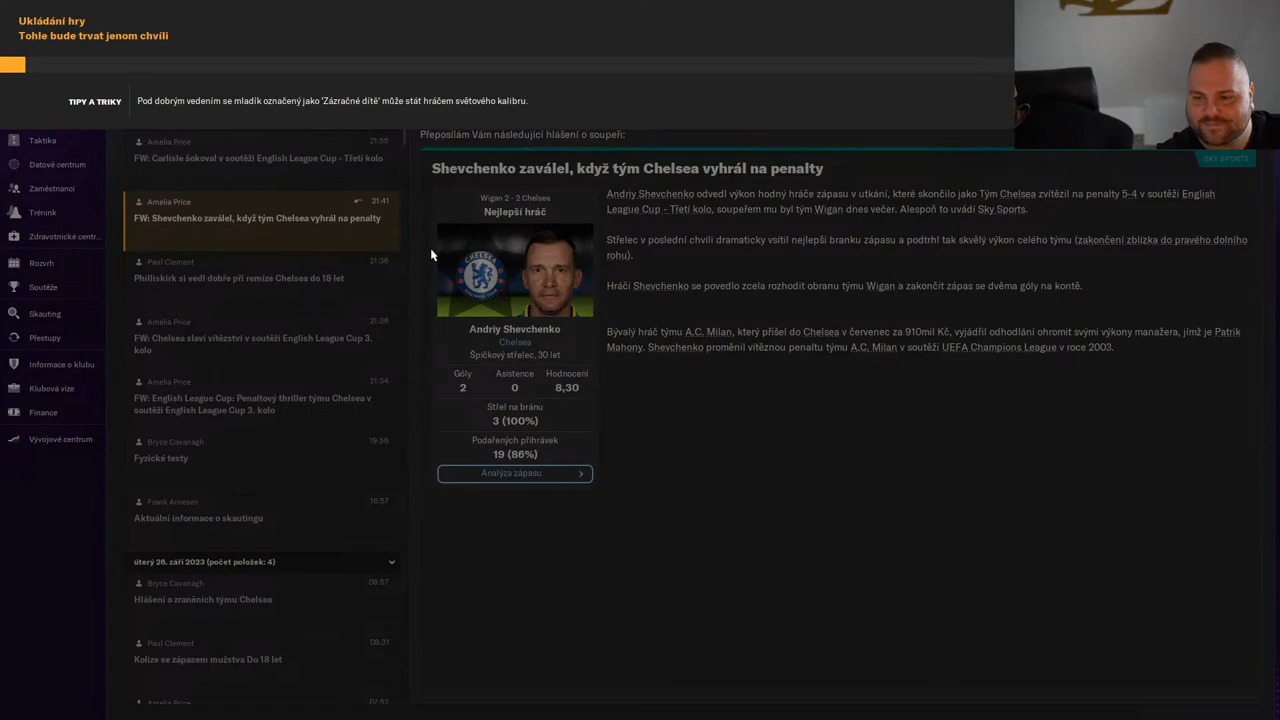 Ukládání hry
Tohle bude trvat jenom chvíli
TIPY A TRIKY
Pod dobrým vedením se mladík označený jako 'Zázračné dítě' může stát hráčem světového kalibru.
Taktika
Datové centrum
Zaměstnanci
Trénink
Zdravotnické centr...
Rozvrh
Soutěže
Skauting
Přestupy
Informace o klubu
Klubová vize
Finance
Vývojové centrum
Amelia Price 21:55
FW: Carlisle šokoval v soutěži English League Cup - Třetí kolo
Amelia Price 21:41
FW: Shevchenko zaválel, když tým Chelsea vyhrál na penalty
Paul Clement 21:36
Philliskirk si vedl dobře při remíze Chelsea do 18 let
Amelia Price 21:36
FW: Chelsea slaví vítězství v soutěži English League Cup 3.
kolo
Amelia Price 21:34
FW: English League Cup: Penaltový thriller týmu Chelsea v
soutěži English League Cup 3. kolo
Bryce Cavanagh 19:56
Fyzické testy
Frank Arnesen 16:57
Aktuální informace o skautingu
úterý 26. září 2023 (počet položek: 4)
Bryce Cavanagh 09:57
Hlášení o zraněních týmu Chelsea
Paul Clement 08:31
Kolize se zápasem mužstva Do 18 let
Amelia Price 07:52
Přeposílám Vám následující hlášení o soupeři:
SKY SPORTS
Shevchenko zaválel, když tým Chelsea vyhrál na penalty
Wigan 2 - 2 Chelsea
Nejlepší hráč
CHELSEA
Andriy Shevchenko
Chelsea
Špičkový střelec, 30 let
Góly Asistence Hodnocení
2 0 8,30
Střel na bránu
3 (100%)
Podařených přihrávek
19 (86%)
Analýza zápasu
Andriy Shevchenko odvedl výkon hodný hráče zápasu v utkání, které skončilo jako Tým Chelsea zvítězil na penalty 5-4 v soutěži English
League Cup - Třetí kolo, soupeřem mu byl tým Wigan dnes večer. Alespoň to uvádí Sky Sports.
Střelec v poslední chvíli dramaticky vsítil nejlepší branku zápasu a podtrhl tak skvělý výkon celého týmu (zakončení zblízka do pravého dolního
rohu).
Hráči Shevchenko se povedlo zcela rozhodit obranu týmu Wigan a zakončit zápas se dvěma góly na kontě.
Bývalý hráč týmu A.C. Milan, který přišel do Chelsea v červenec za 910mil Kč, vyjádřil odhodlání ohromit svými výkony manažera, jímž je Patrik
Mahony. Shevchenko proměnil vítěznou penaltu týmu A.C. Milan v soutěži UEFA Champions League v roce 2003.